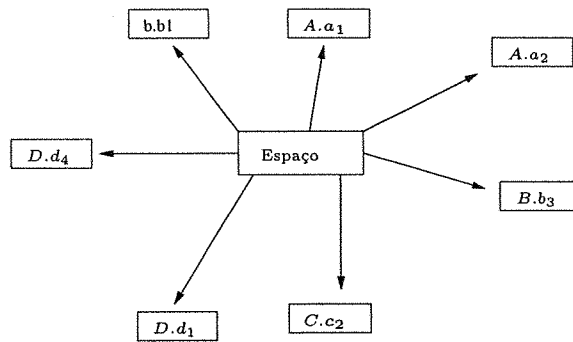 b.b1
A.a₁
A.a₂
Espaço
D.d₄
B.b₃
D.d₁
C.c₂